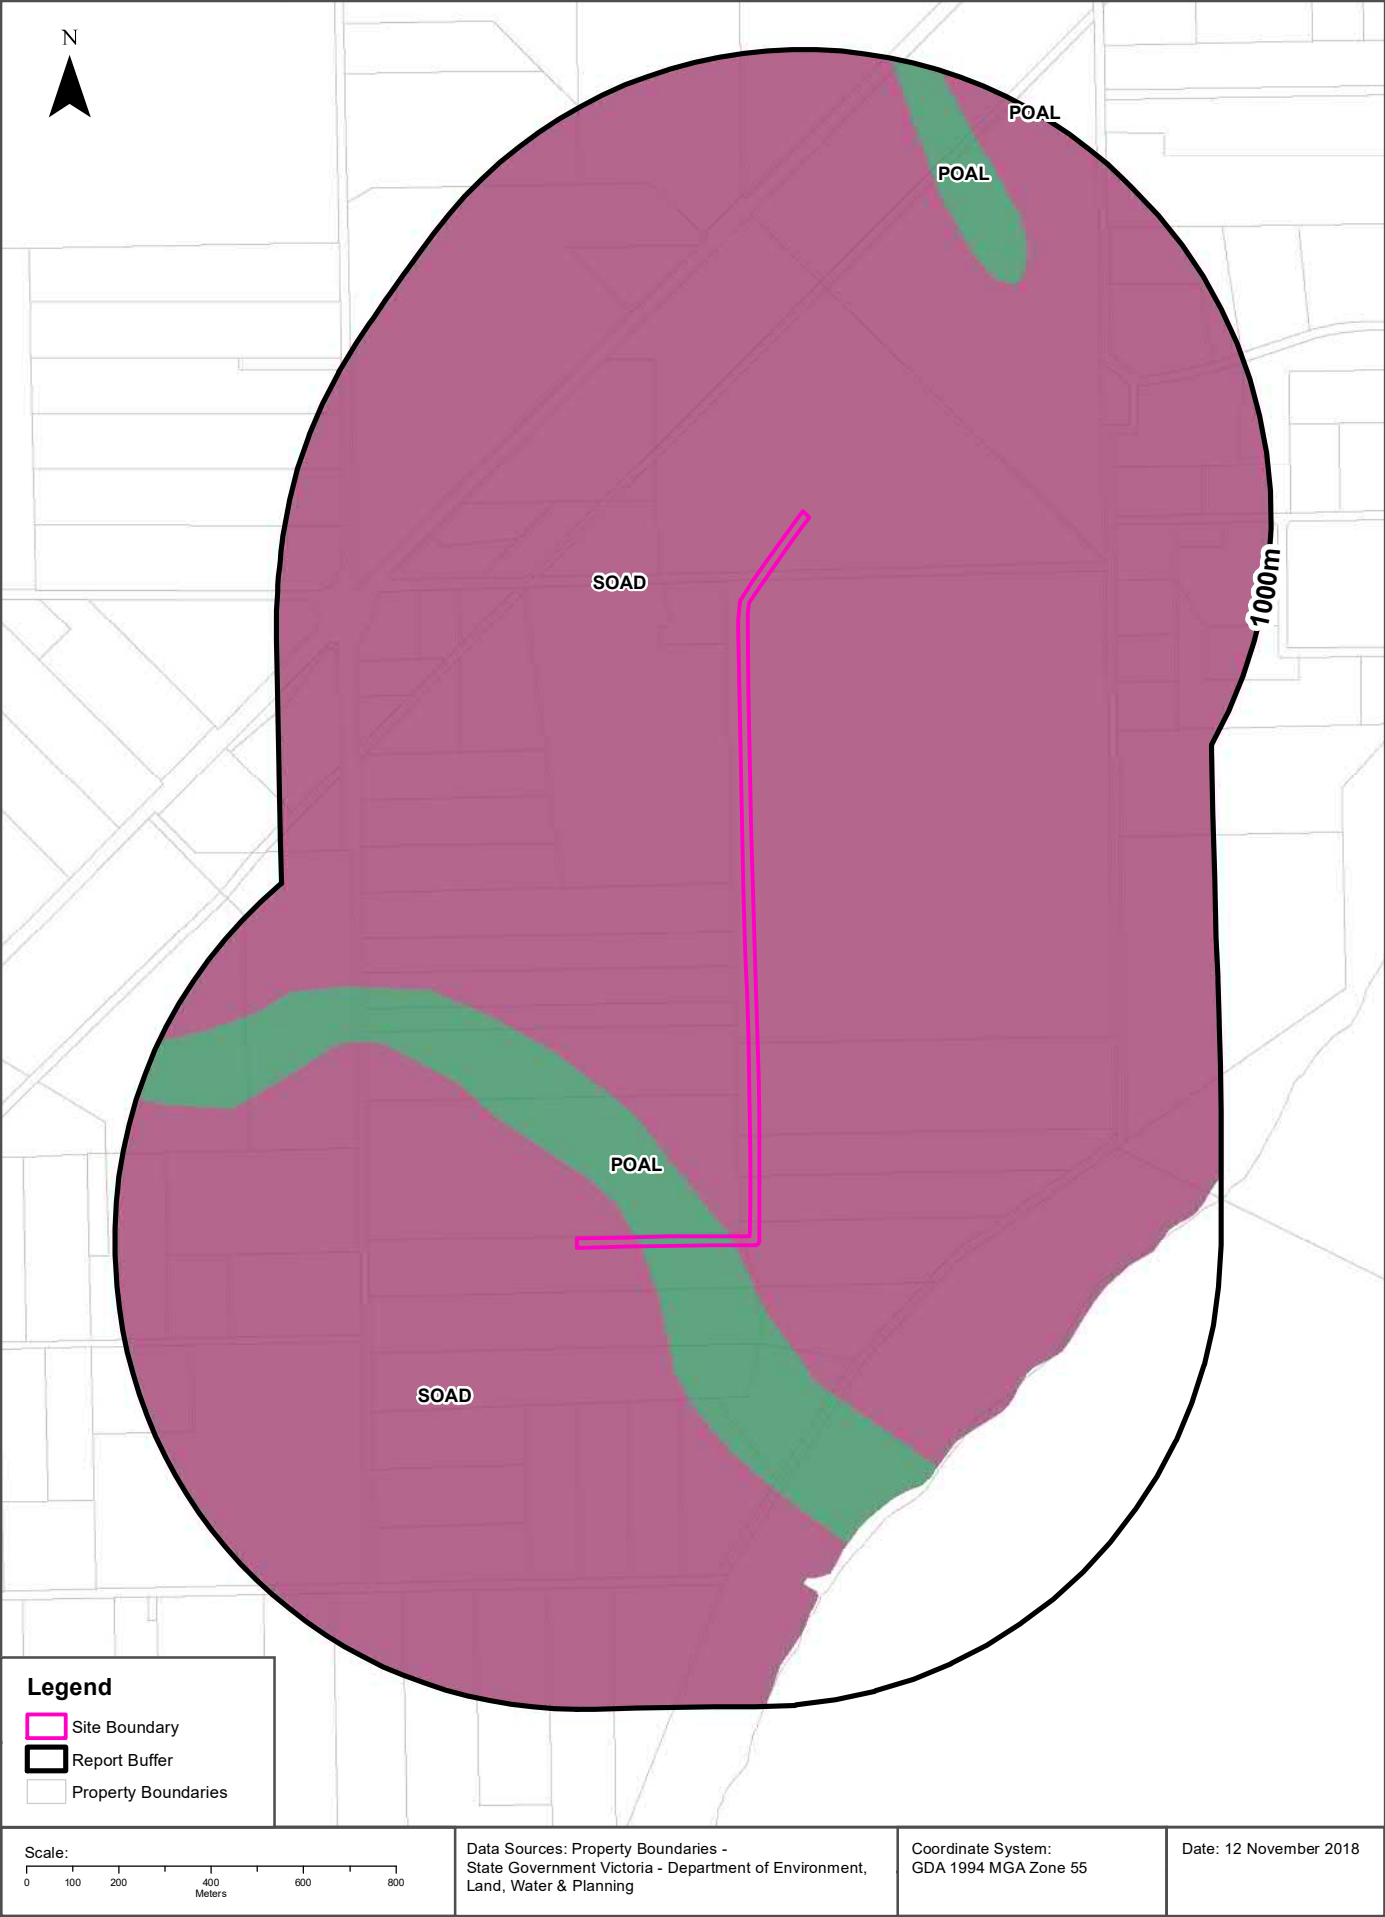 N
POAL
POAL
SOAD
1000m
POAL
SOAD
Legend
Site Boundary
Report Buffer
Property Boundaries
Scale:
0 100 200 400 600 800
Meters
Data Sources: Property Boundaries -
State Government Victoria - Department of Environment,
Land, Water & Planning
Coordinate System:
GDA 1994 MGA Zone 55
Date: 12 November 2018